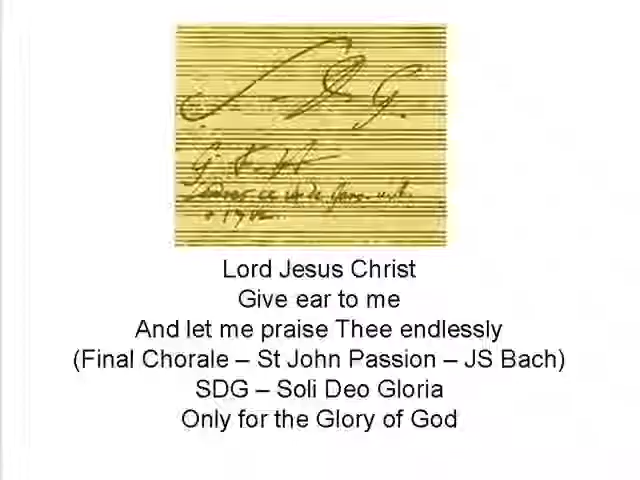 S. D. G.
G. F. H
Lord Jesus Christ
Give ear to me
And let me praise Thee endlessly
(Final Chorale – St John Passion – JS Bach)
SDG – Soli Deo Gloria
Only for the Glory of God